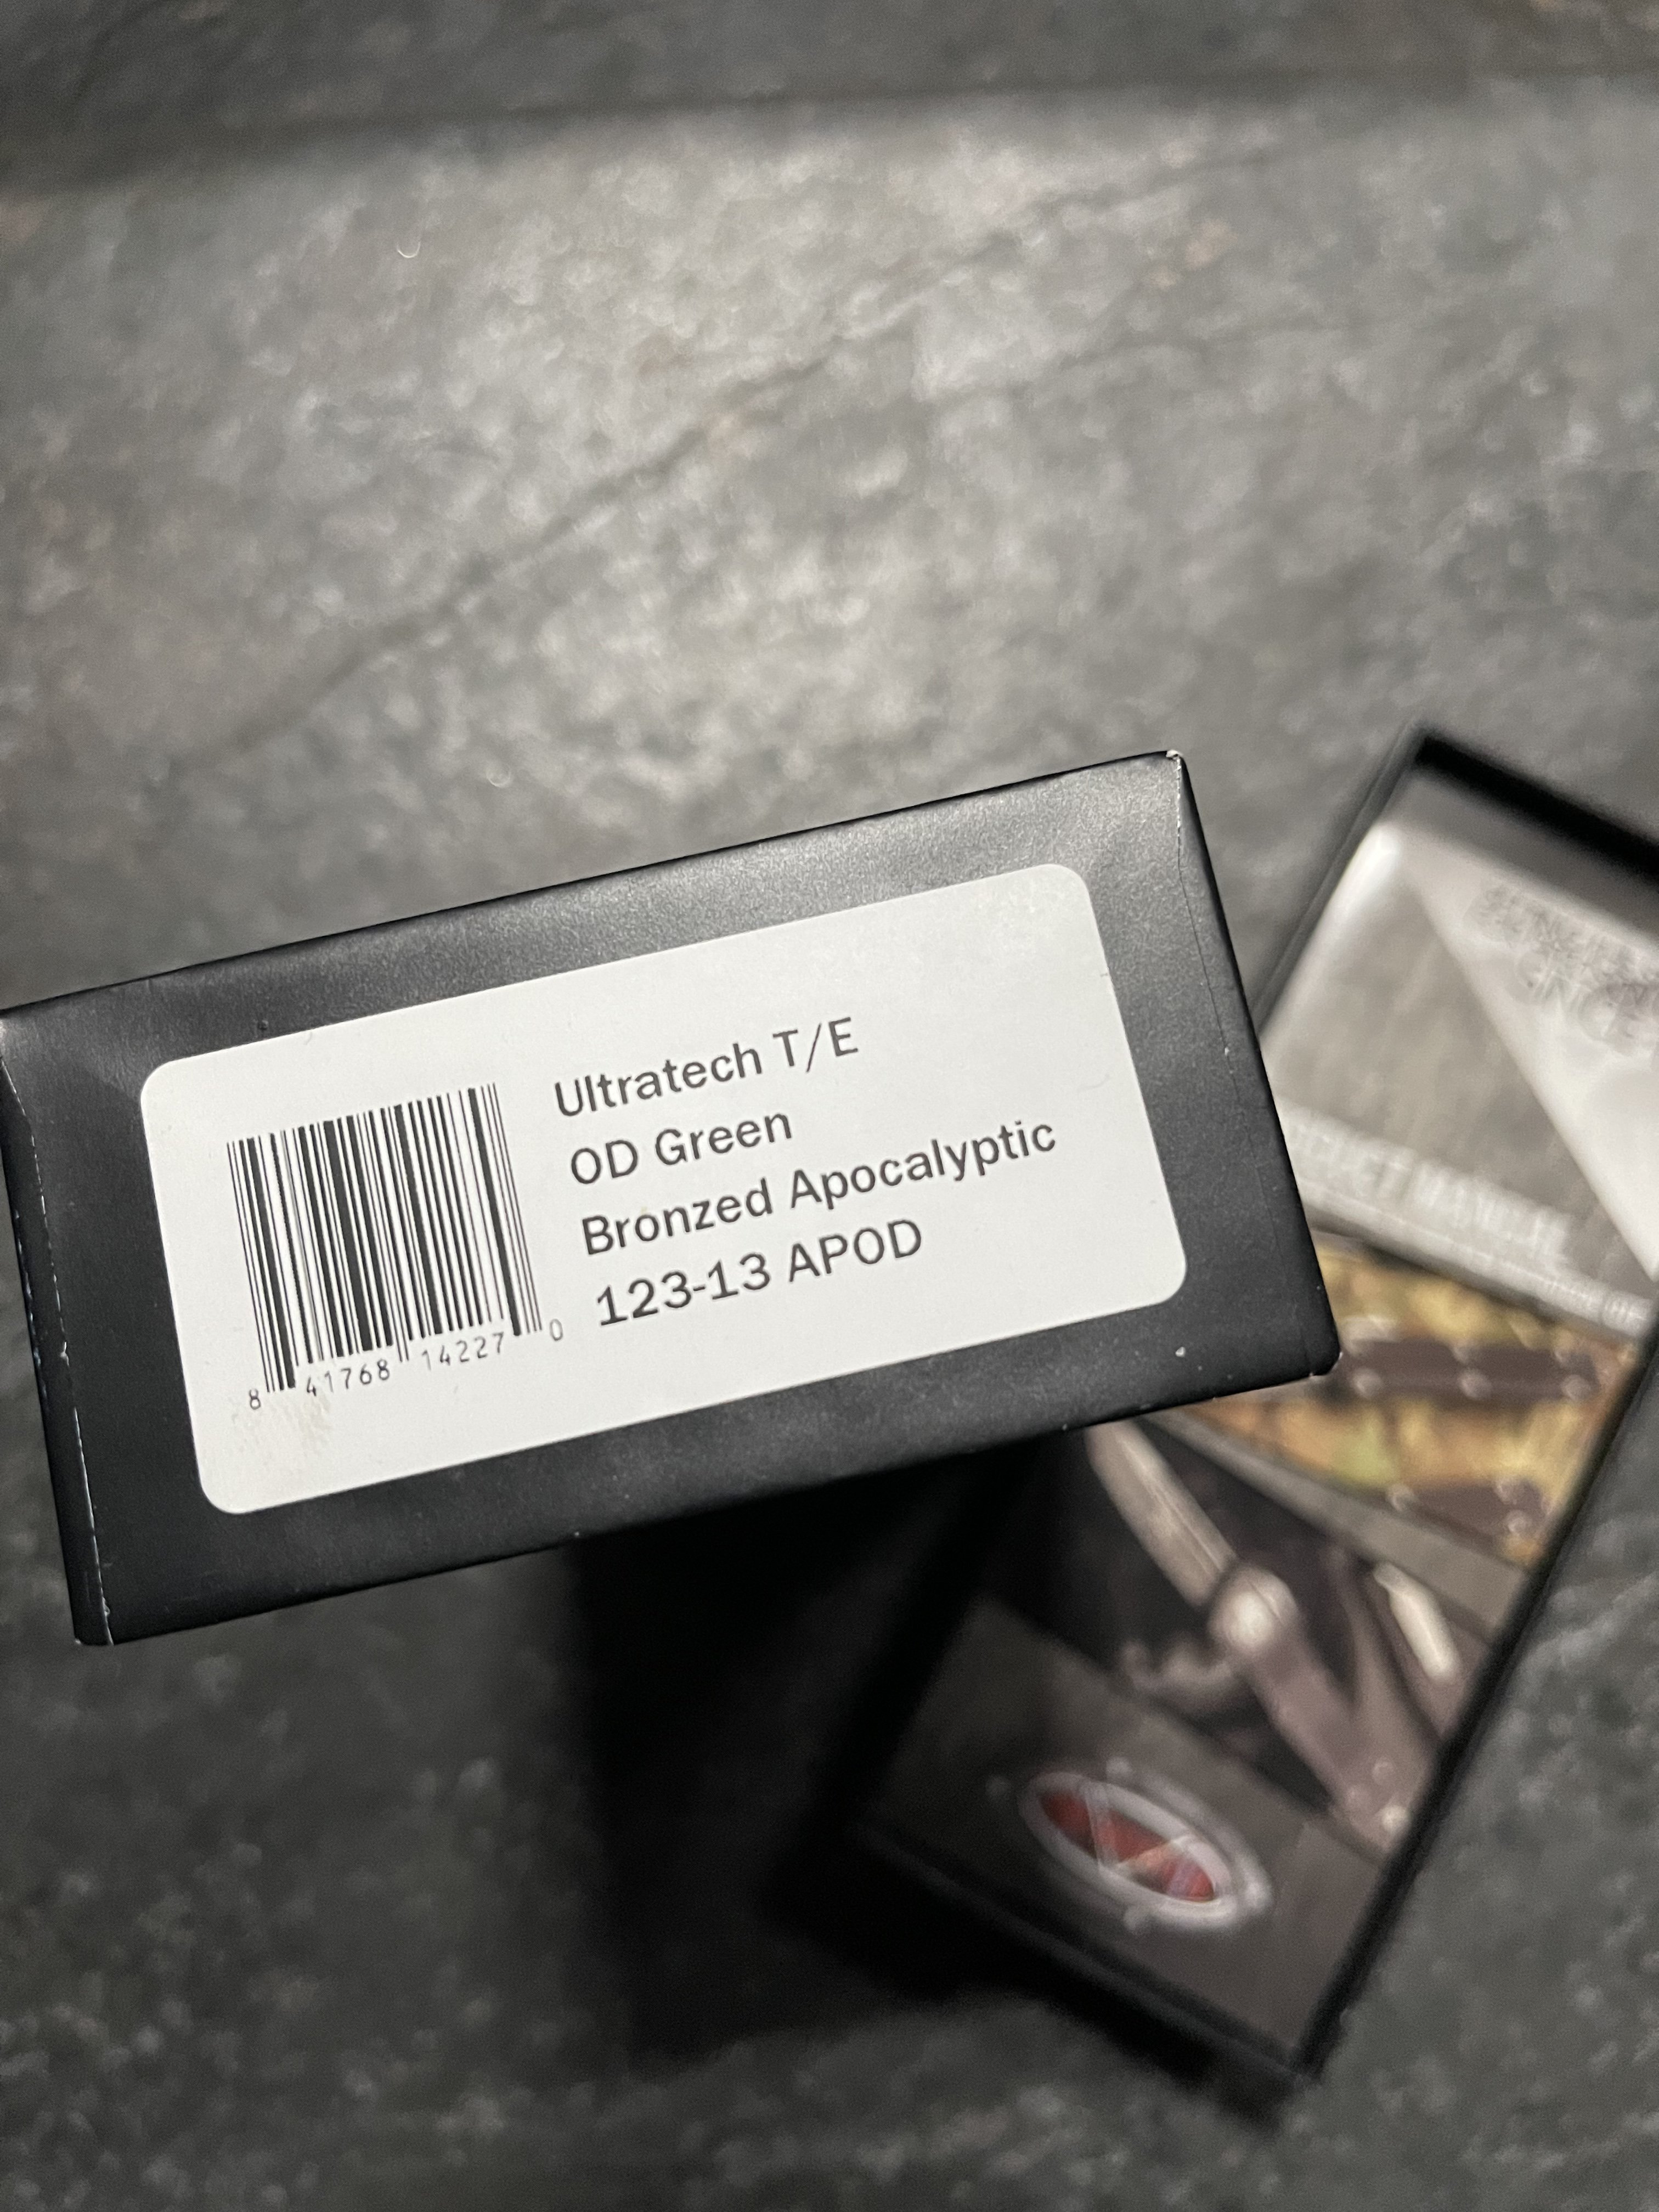 Ultratech T/E
OD Green
Bronzed Apocalyptic
123-13 APOD
8 41768 14227 0